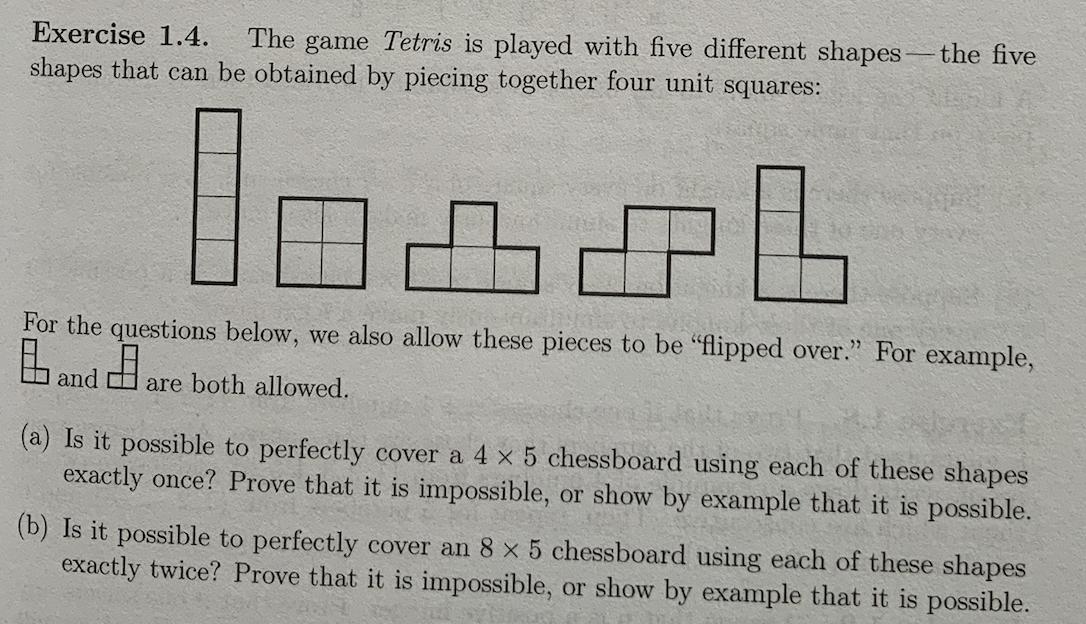 Exercise 1.4. The game Tetris is played with five different shapes—the five
shapes that can be obtained by piecing together four unit squares:
For the questions below, we also allow these pieces to be “flipped over.” For example,
and are both allowed.
(a) Is it possible to perfectly cover a 4 × 5 chessboard using each of these shapes
exactly once? Prove that it is impossible, or show by example that it is possible.
(b) Is it possible to perfectly cover an 8 × 5 chessboard using each of these shapes
exactly twice? Prove that it is impossible, or show by example that it is possible.